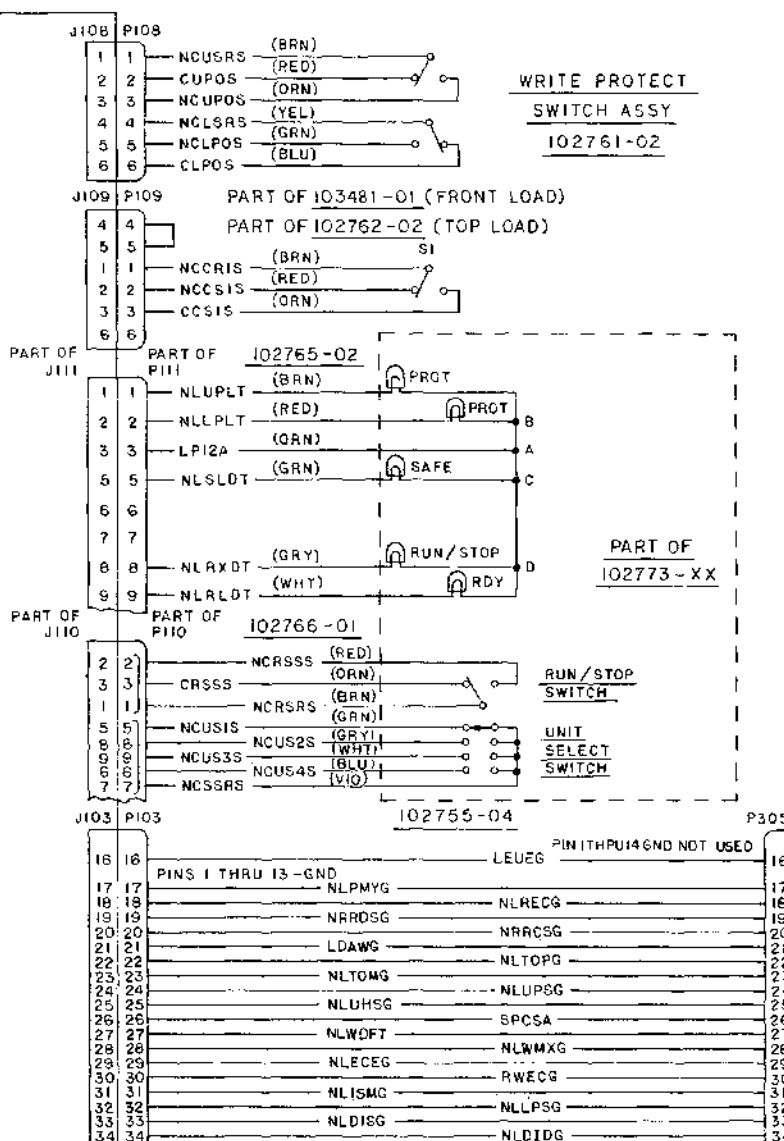 J108 P108
1 1 NCUSRS (BRN)
2 2 CUPOS (RED)
3 3 NCUPOS (ORN)
4 4 NCLSRS (YEL)
5 5 NCLPOS (GRN)
6 6 CLPOS (BLU)
WRITE PROTECT
SWITCH ASSY
102761-02
J109 P109
PART OF 103481-01 (FRONT LOAD)
PART OF 102762-02 (TOP LOAD)
4 4
5 5
S1
1 1 NCCRIS (BRN)
2 2 NCCSIS (RED)
3 3 CCSIS (ORN)
6 6
PART OF J111
PART OF P111
102765-02
1 1 NLUPLT (BRN) PROT
2 2 NLLPLT (RED) PROT B
3 3 LP12A (ORN) A
5 5 NLSLDT (GRN) SAFE C
6 6
7 7
8 8 NLRXDT (GRY) RUN/STOP D
9 9 NLRLDT (WHT) RDY
PART OF
102773-XX
PART OF J110
PART OF P110
102766-01
2 2 NCRSSS (RED)
3 3 CRSSS (ORN)
1 1 NCRSRS (BRN)
RUN/STOP
SWITCH
5 5 NCUS1S (GRN)
8 8 NCUS2S (GRY)
9 9 NCUS3S (WHT)
6 6 NCUS4S (BLU)
7 7 NCSSRS (VIO)
UNIT
SELECT
SWITCH
J103 P103
102755-04
P305
PIN 1 THRU 14 GND NOT USED
16 16 LEUEG 16
PINS 1 THRU 13-GND
17 17 NLPMYG 17
18 18 NLRECG 18
19 19 NRRDSG 19
20 20 NRRCSG 20
21 21 LDAWG 21
22 22 NLTOPG 22
23 23 NLTOMG 23
24 24 NLUPSG 24
25 25 NLUHSG 25
26 26 SPCSA 26
27 27 NLWDFT 27
28 28 NLWMXG 28
29 29 NLECEG 29
30 30 RWECG 30
31 31 NLISMG 31
32 32 NLLPSG 32
33 33 NLDISG 33
34 34 NLDIDG